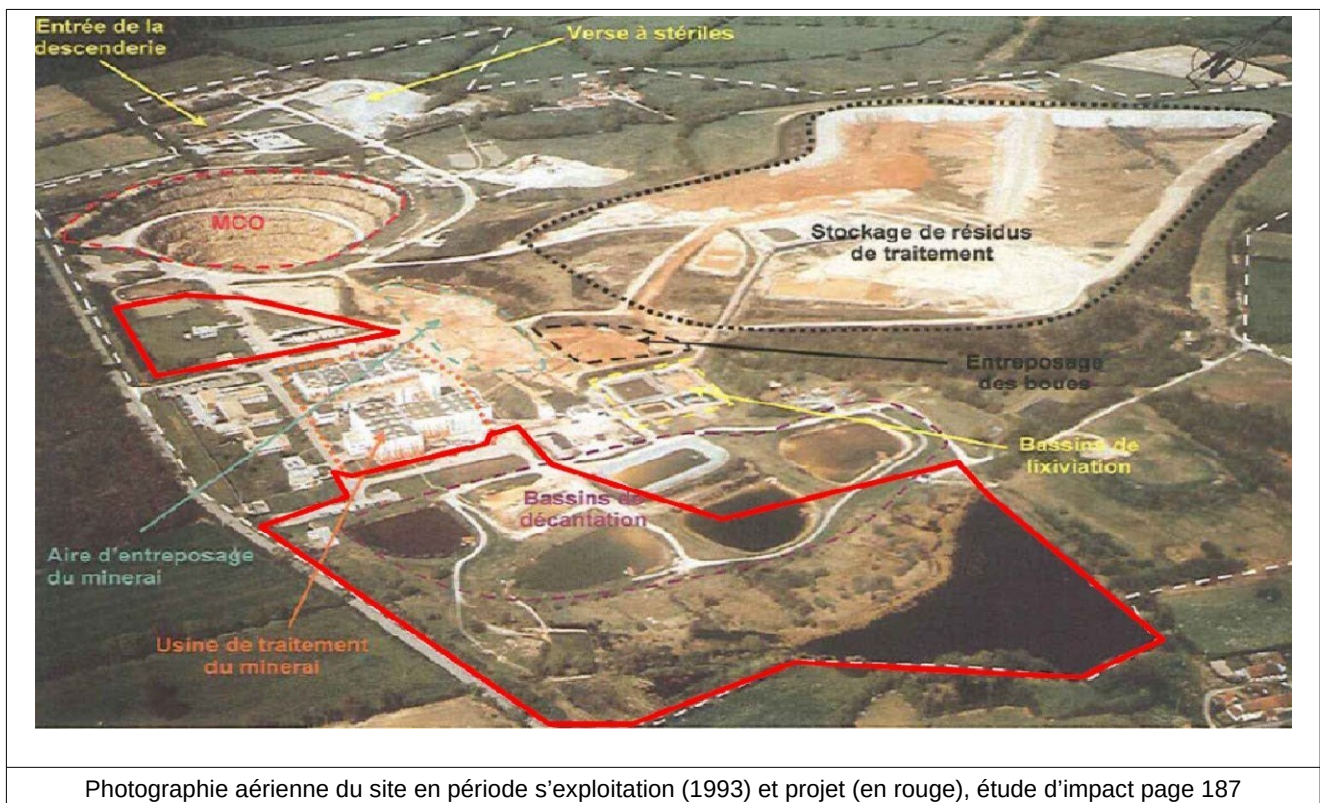 Entrée de la
descenderie
Verse à stériles
MCO
Stockage de résidus
de traitement
Entreposage
des boues
Bassins de
lixiviation
Bassins de
décantation
Aire d'entreposage
du minerai
Usine de traitement
du minerai
Photographie aérienne du site en période s'exploitation (1993) et projet (en rouge), étude d'impact page 187